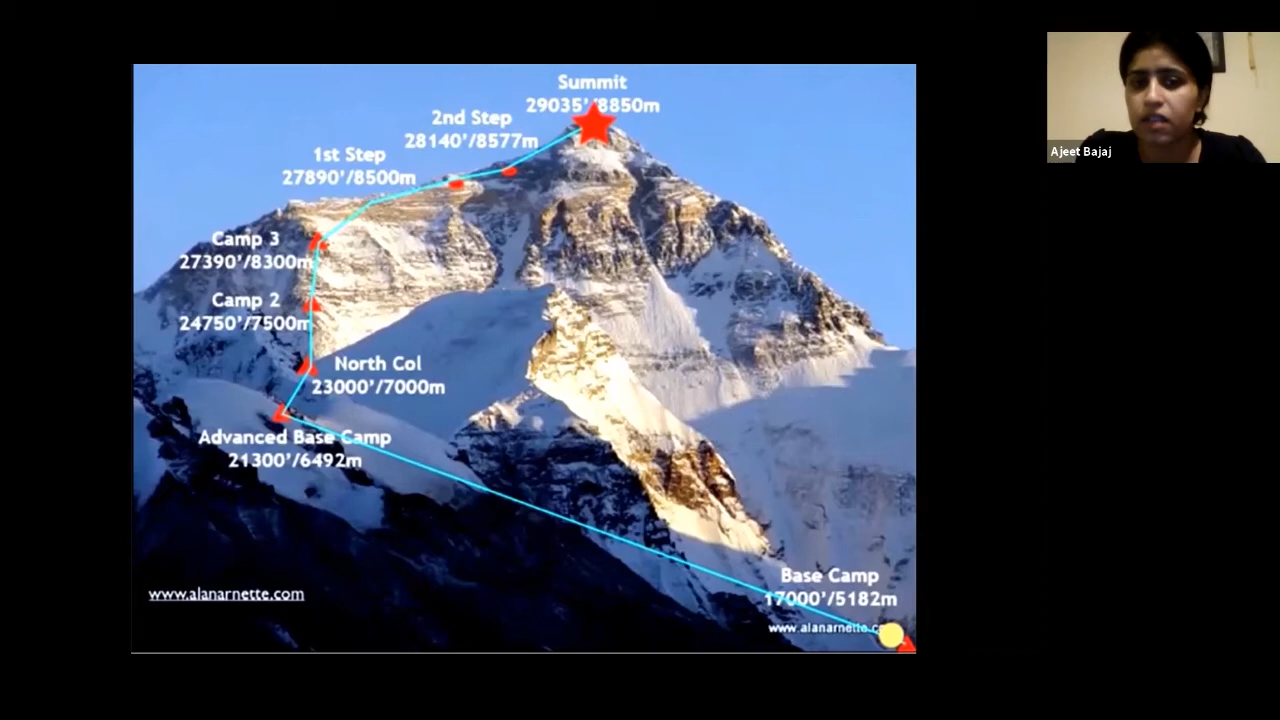 Summit
29035'/8850m
2nd Step
28140'/8577m
1st Step
27890'/8500m
Camp 3
27390'/8300m
Camp 2
24750'/7500m
North Col
23000'/7000m
Advanced Base Camp
21300'/6492m
Base Camp
17000'/5182m
www.alanarnette.com
www.alanarnette.c
Ajeet Bajaj